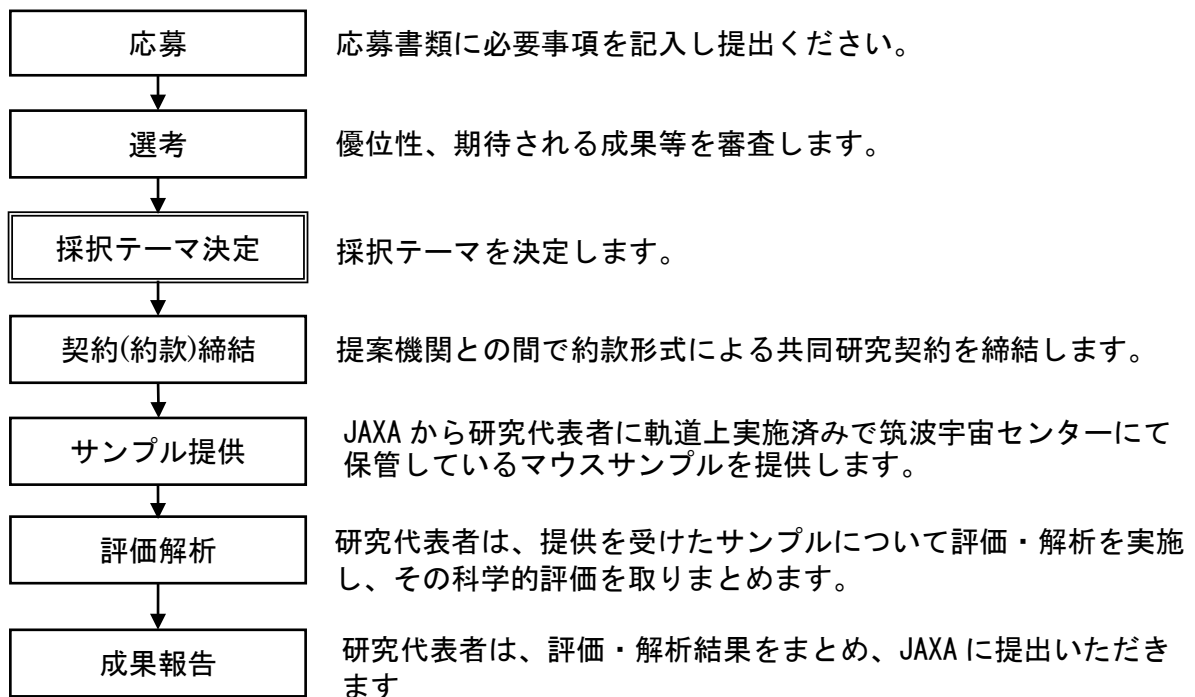 応募
応募書類に必要事項を記入し提出ください。
選考
優位性、期待される成果等を審査します。
採択テーマ決定
採択テーマを決定します。
契約(約款)締結
提案機関との間で約款形式による共同研究契約を締結します。
サンプル提供
JAXA から研究代表者に軌道上実施済みで筑波宇宙センターにて
保管しているマウスサンプルを提供します。
評価解析
研究代表者は、提供を受けたサンプルについて評価・解析を実施
し、その科学的評価を取りまとめます。
成果報告
研究代表者は、評価・解析結果をまとめ、JAXA に提出いただき
ます